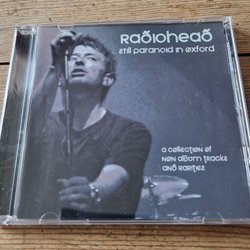 Radiohead
still paranoid in oxford
a collection of
non album tracks
and rarities